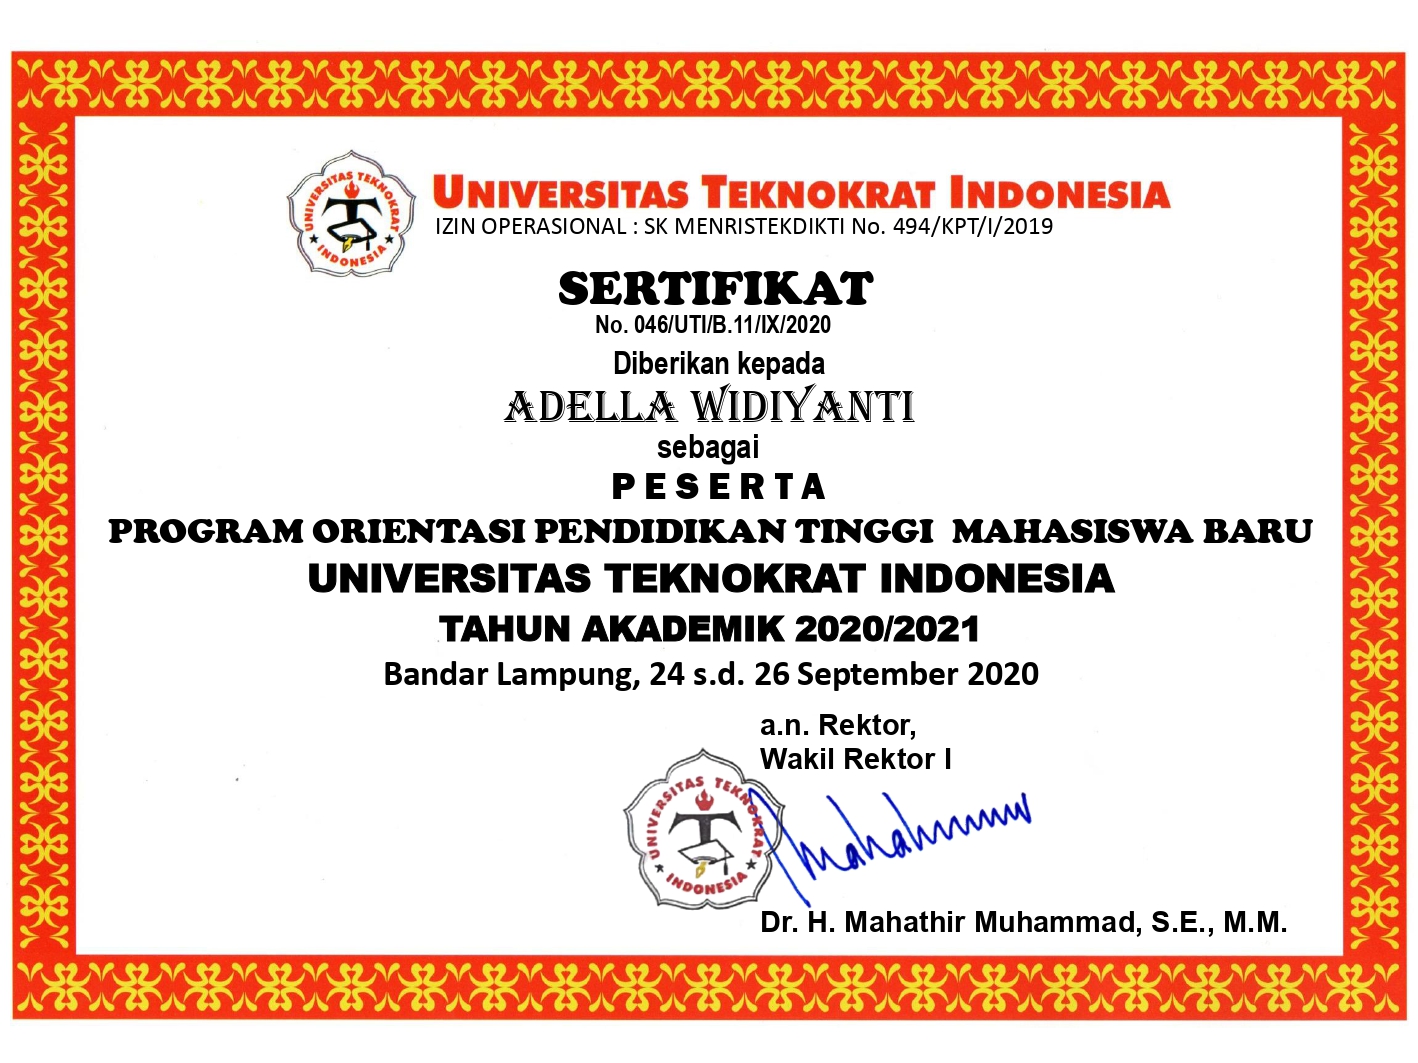 UNIVERSITAS TEKNOKRAT
INDONESIA
UNIVERSITAS TEKNOKRAT INDONESIA
IZIN OPERASIONAL : SK MENRISTEKDIKTI No. 494/KPT/I/2019
SERTIFIKAT
No. 046/UTI/B.11/IX/2020
Diberikan kepada
ADELLA WIDIYANTI
sebagai
PESERTA
PROGRAM ORIENTASI PENDIDIKAN TINGGI MAHASISWA BARU
UNIVERSITAS TEKNOKRAT INDONESIA
TAHUN AKADEMIK 2020/2021
Bandar Lampung, 24 s.d. 26 September 2020
a.n. Rektor,
Wakil Rektor I
UNIVERSITAS TEKNOKRAT
INDONESIA
Dr. H. Mahathir Muhammad, S.E., M.M.